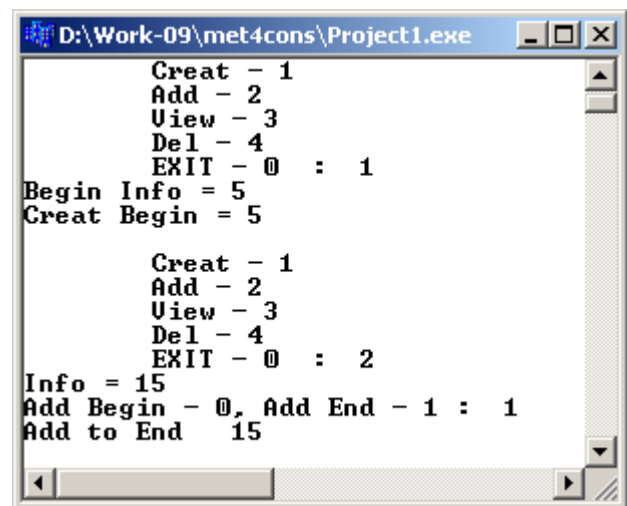 D:\Work-09\met4cons\Project1.exe
Creat - 1
Add - 2
View - 3
Del - 4
EXIT - 0 : 1
Begin Info = 5
Creat Begin = 5
Creat - 1
Add - 2
View - 3
Del - 4
EXIT - 0 : 2
Info = 15
Add Begin - 0, Add End - 1 : 1
Add to End 15